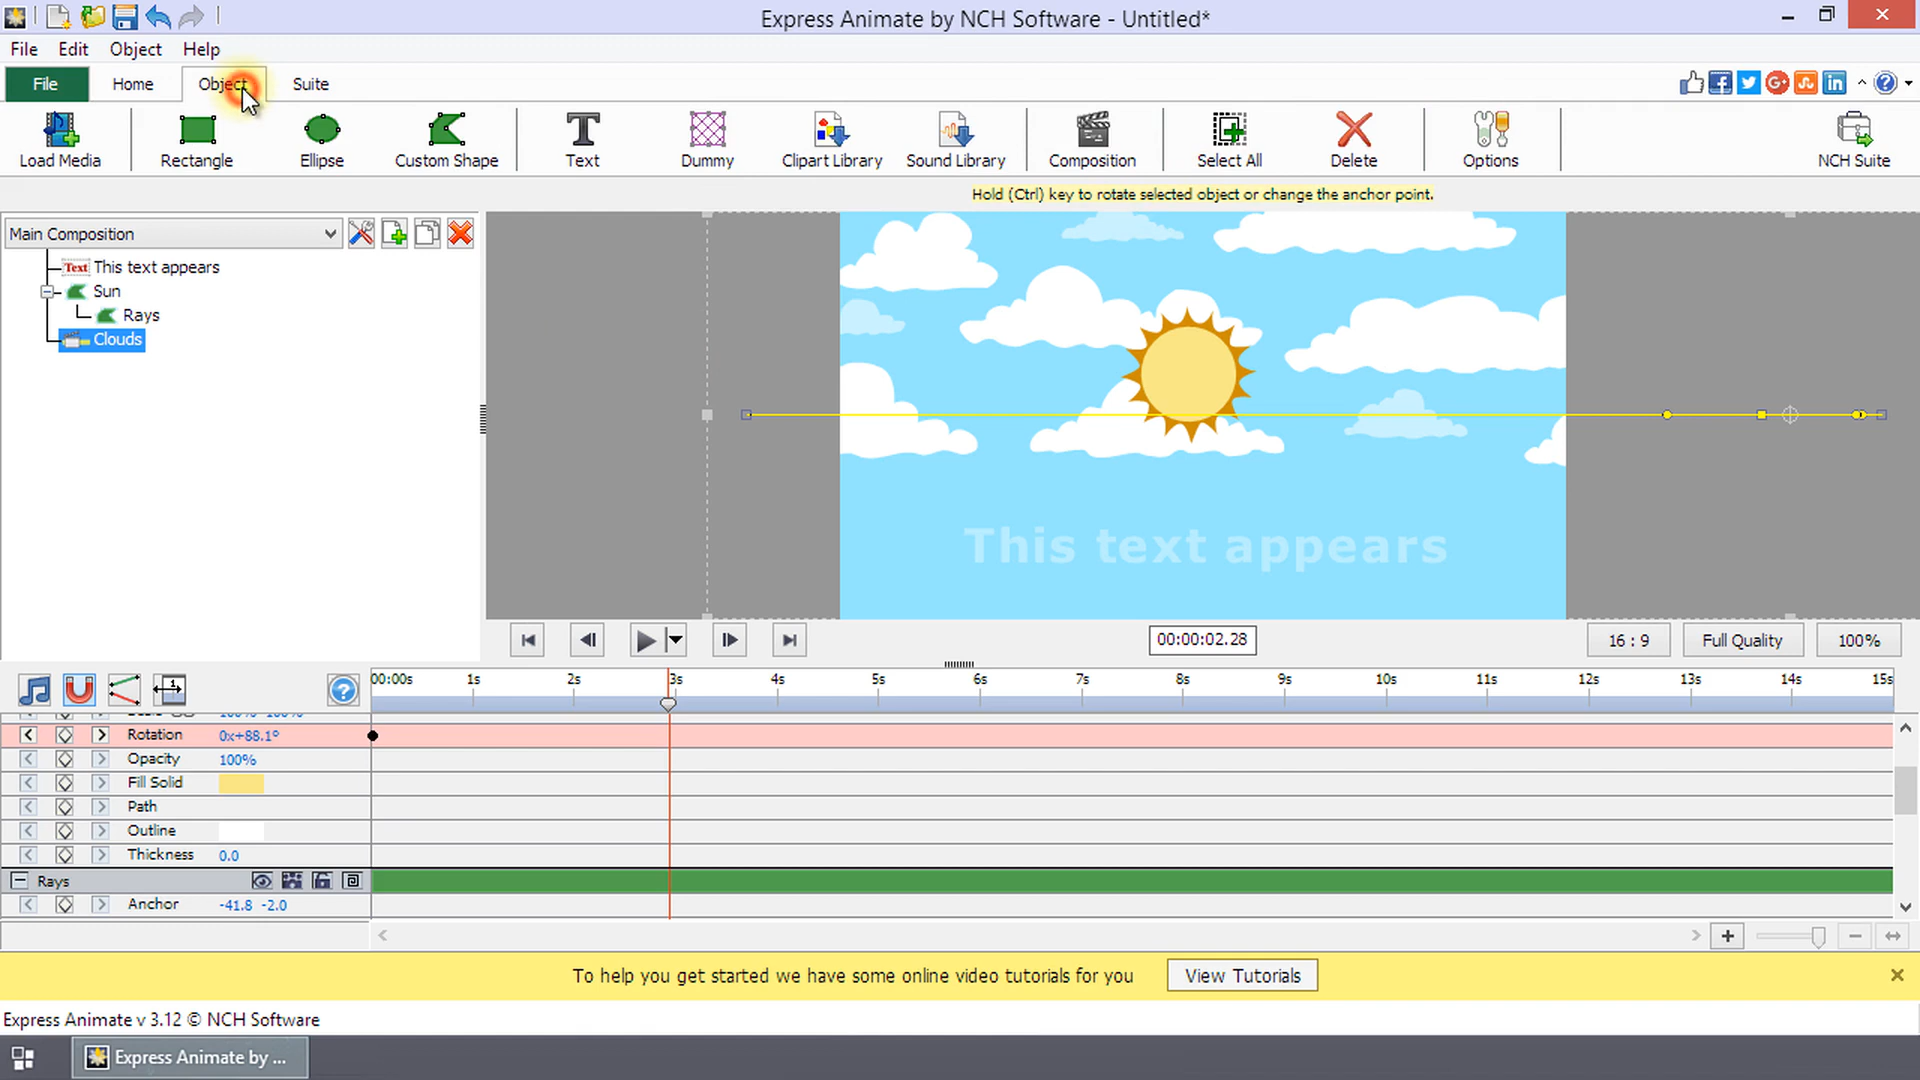 Express Animate by NCH Software - Untitled*
File Edit Object Help
File Home Object Suite
Load Media Rectangle Ellipse Custom Shape Text Dummy Clipart Library Sound Library Composition Select All Delete Options NCH Suite
Hold (Ctrl) key to rotate selected object or change the anchor point.
Main Composition
Text This text appears
Sun
Rays
Clouds
This text appears
00:00:02.28 16 : 9 Full Quality 100%
00:00s 1s 2s 3s 4s 5s 6s 7s 8s 9s 10s 11s 12s 13s 14s 15s
Rotation 0x+88.1º
Opacity 100%
Fill Solid
Path
Outline
Thickness 0.0
Rays
Anchor -41.8 -2.0
To help you get started we have some online video tutorials for you View Tutorials
Express Animate v 3.12 © NCH Software
Express Animate by ...